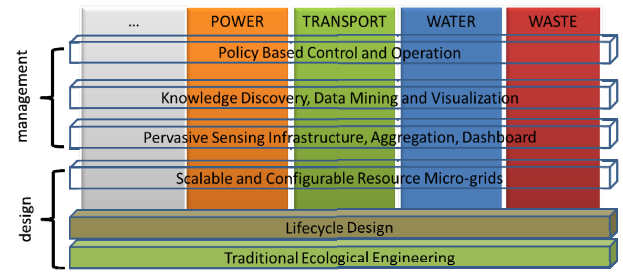 ...
POWER
TRANSPORT
WATER
WASTE
management
Policy Based Control and Operation
Knowledge Discovery, Data Mining and Visualization
Pervasive Sensing Infrastructure, Aggregation, Dashboard
design
Scalable and Configurable Resource Micro-grids
Lifecycle Design
Traditional Ecological Engineering